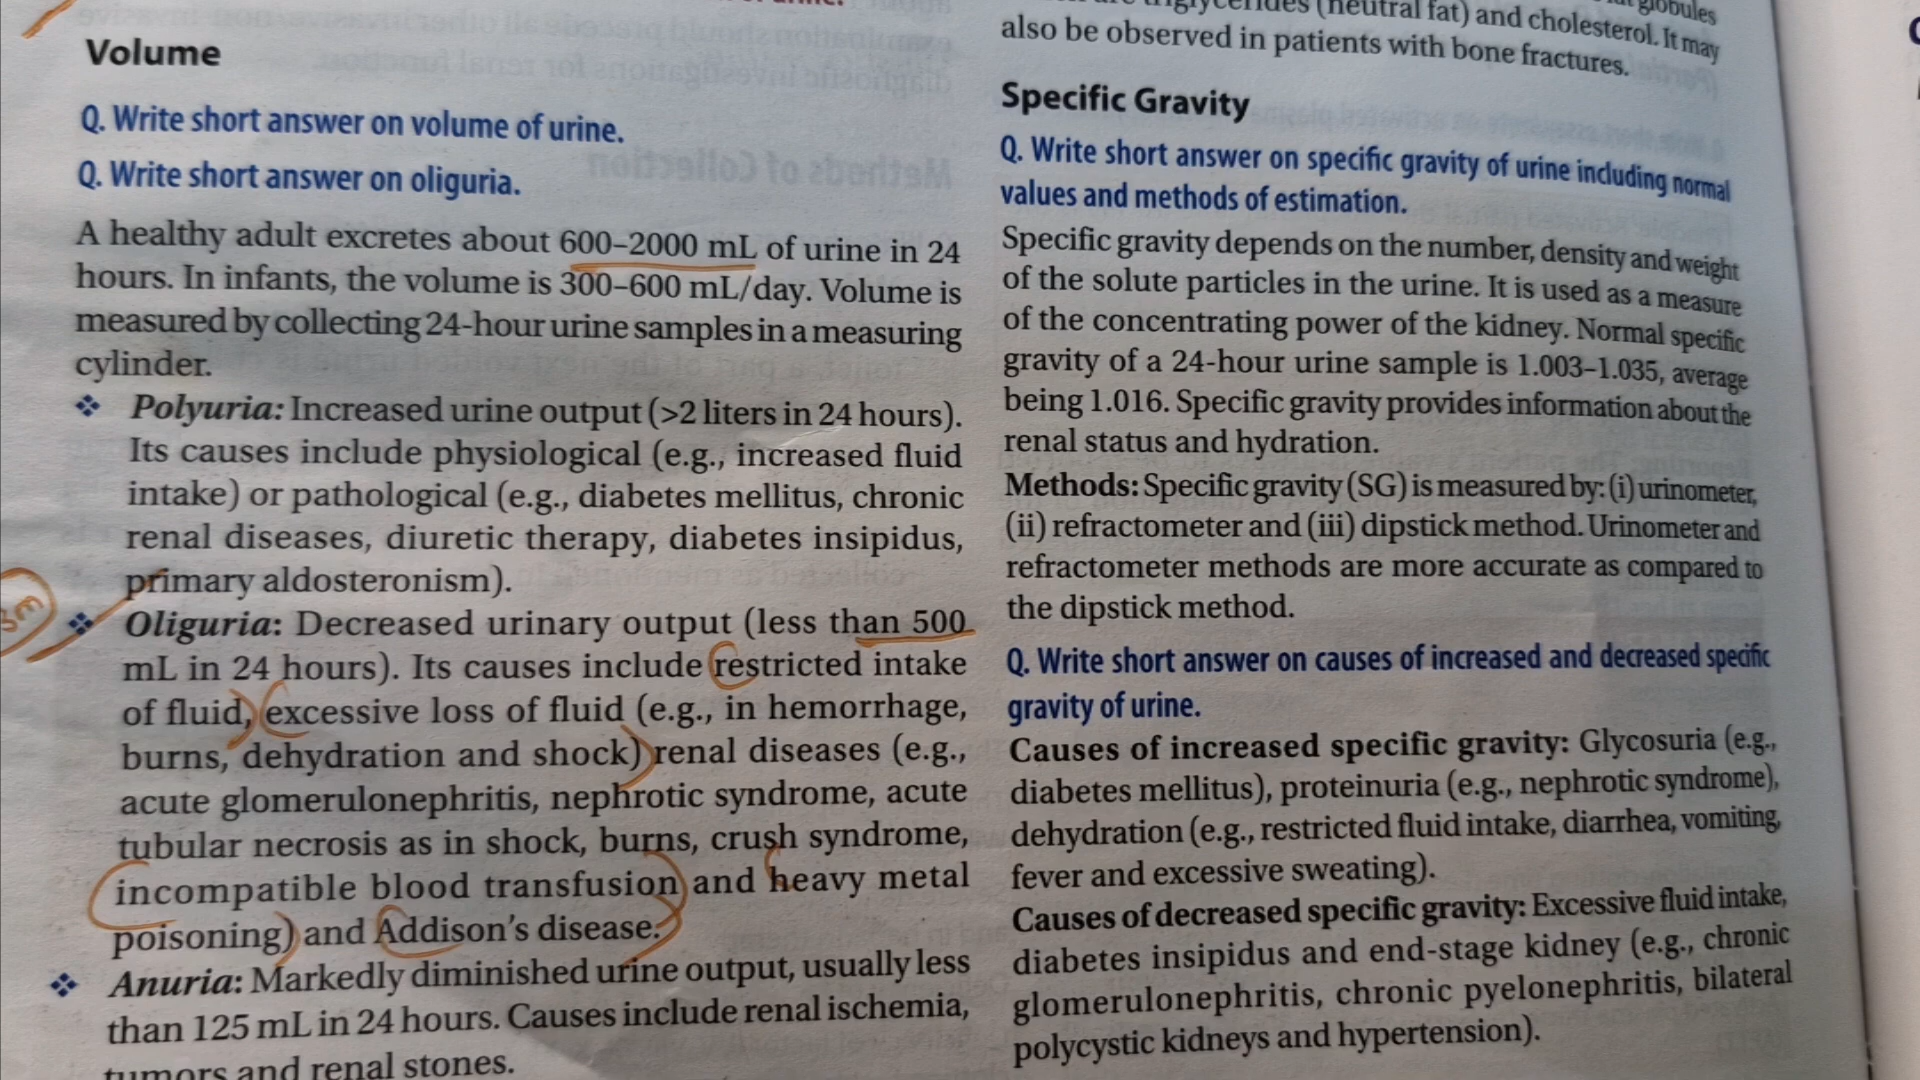 Volume
Q. Write short answer on volume of urine.
Q. Write short answer on oliguria.
A healthy adult excretes about 600–2000 mL of urine in 24
hours. In infants, the volume is 300–600 mL/day. Volume is
measured by collecting 24-hour urine samples in a measuring
cylinder.
❖ Polyuria: Increased urine output (>2 liters in 24 hours).
Its causes include physiological (e.g., increased fluid
intake) or pathological (e.g., diabetes mellitus, chronic
renal diseases, diuretic therapy, diabetes insipidus,
primary aldosteronism).
3m
❖ Oliguria: Decreased urinary output (less than 500
mL in 24 hours). Its causes include restricted intake
of fluid, excessive loss of fluid (e.g., in hemorrhage,
burns, dehydration and shock) renal diseases (e.g.,
acute glomerulonephritis, nephrotic syndrome, acute
tubular necrosis as in shock, burns, crush syndrome,
incompatible blood transfusion and heavy metal
poisoning) and Addison's disease.
❖ Anuria: Markedly diminished urine output, usually less
than 125 mL in 24 hours. Causes include renal ischemia,
tumors and renal stones.
triglycerides (neutral fat) and cholesterol. It may
also be observed in patients with bone fractures.
Specific Gravity
Q. Write short answer on specific gravity of urine including normal
values and methods of estimation.
Specific gravity depends on the number, density and weight
of the solute particles in the urine. It is used as a measure
of the concentrating power of the kidney. Normal specific
gravity of a 24-hour urine sample is 1.003–1.035, average
being 1.016. Specific gravity provides information about the
renal status and hydration.
Methods: Specific gravity (SG) is measured by: (i) urinometer,
(ii) refractometer and (iii) dipstick method. Urinometer and
refractometer methods are more accurate as compared to
the dipstick method.
Q. Write short answer on causes of increased and decreased specific
gravity of urine.
Causes of increased specific gravity: Glycosuria (e.g.,
diabetes mellitus), proteinuria (e.g., nephrotic syndrome),
dehydration (e.g., restricted fluid intake, diarrhea, vomiting,
fever and excessive sweating).
Causes of decreased specific gravity: Excessive fluid intake,
diabetes insipidus and end-stage kidney (e.g., chronic
glomerulonephritis, chronic pyelonephritis, bilateral
polycystic kidneys and hypertension).